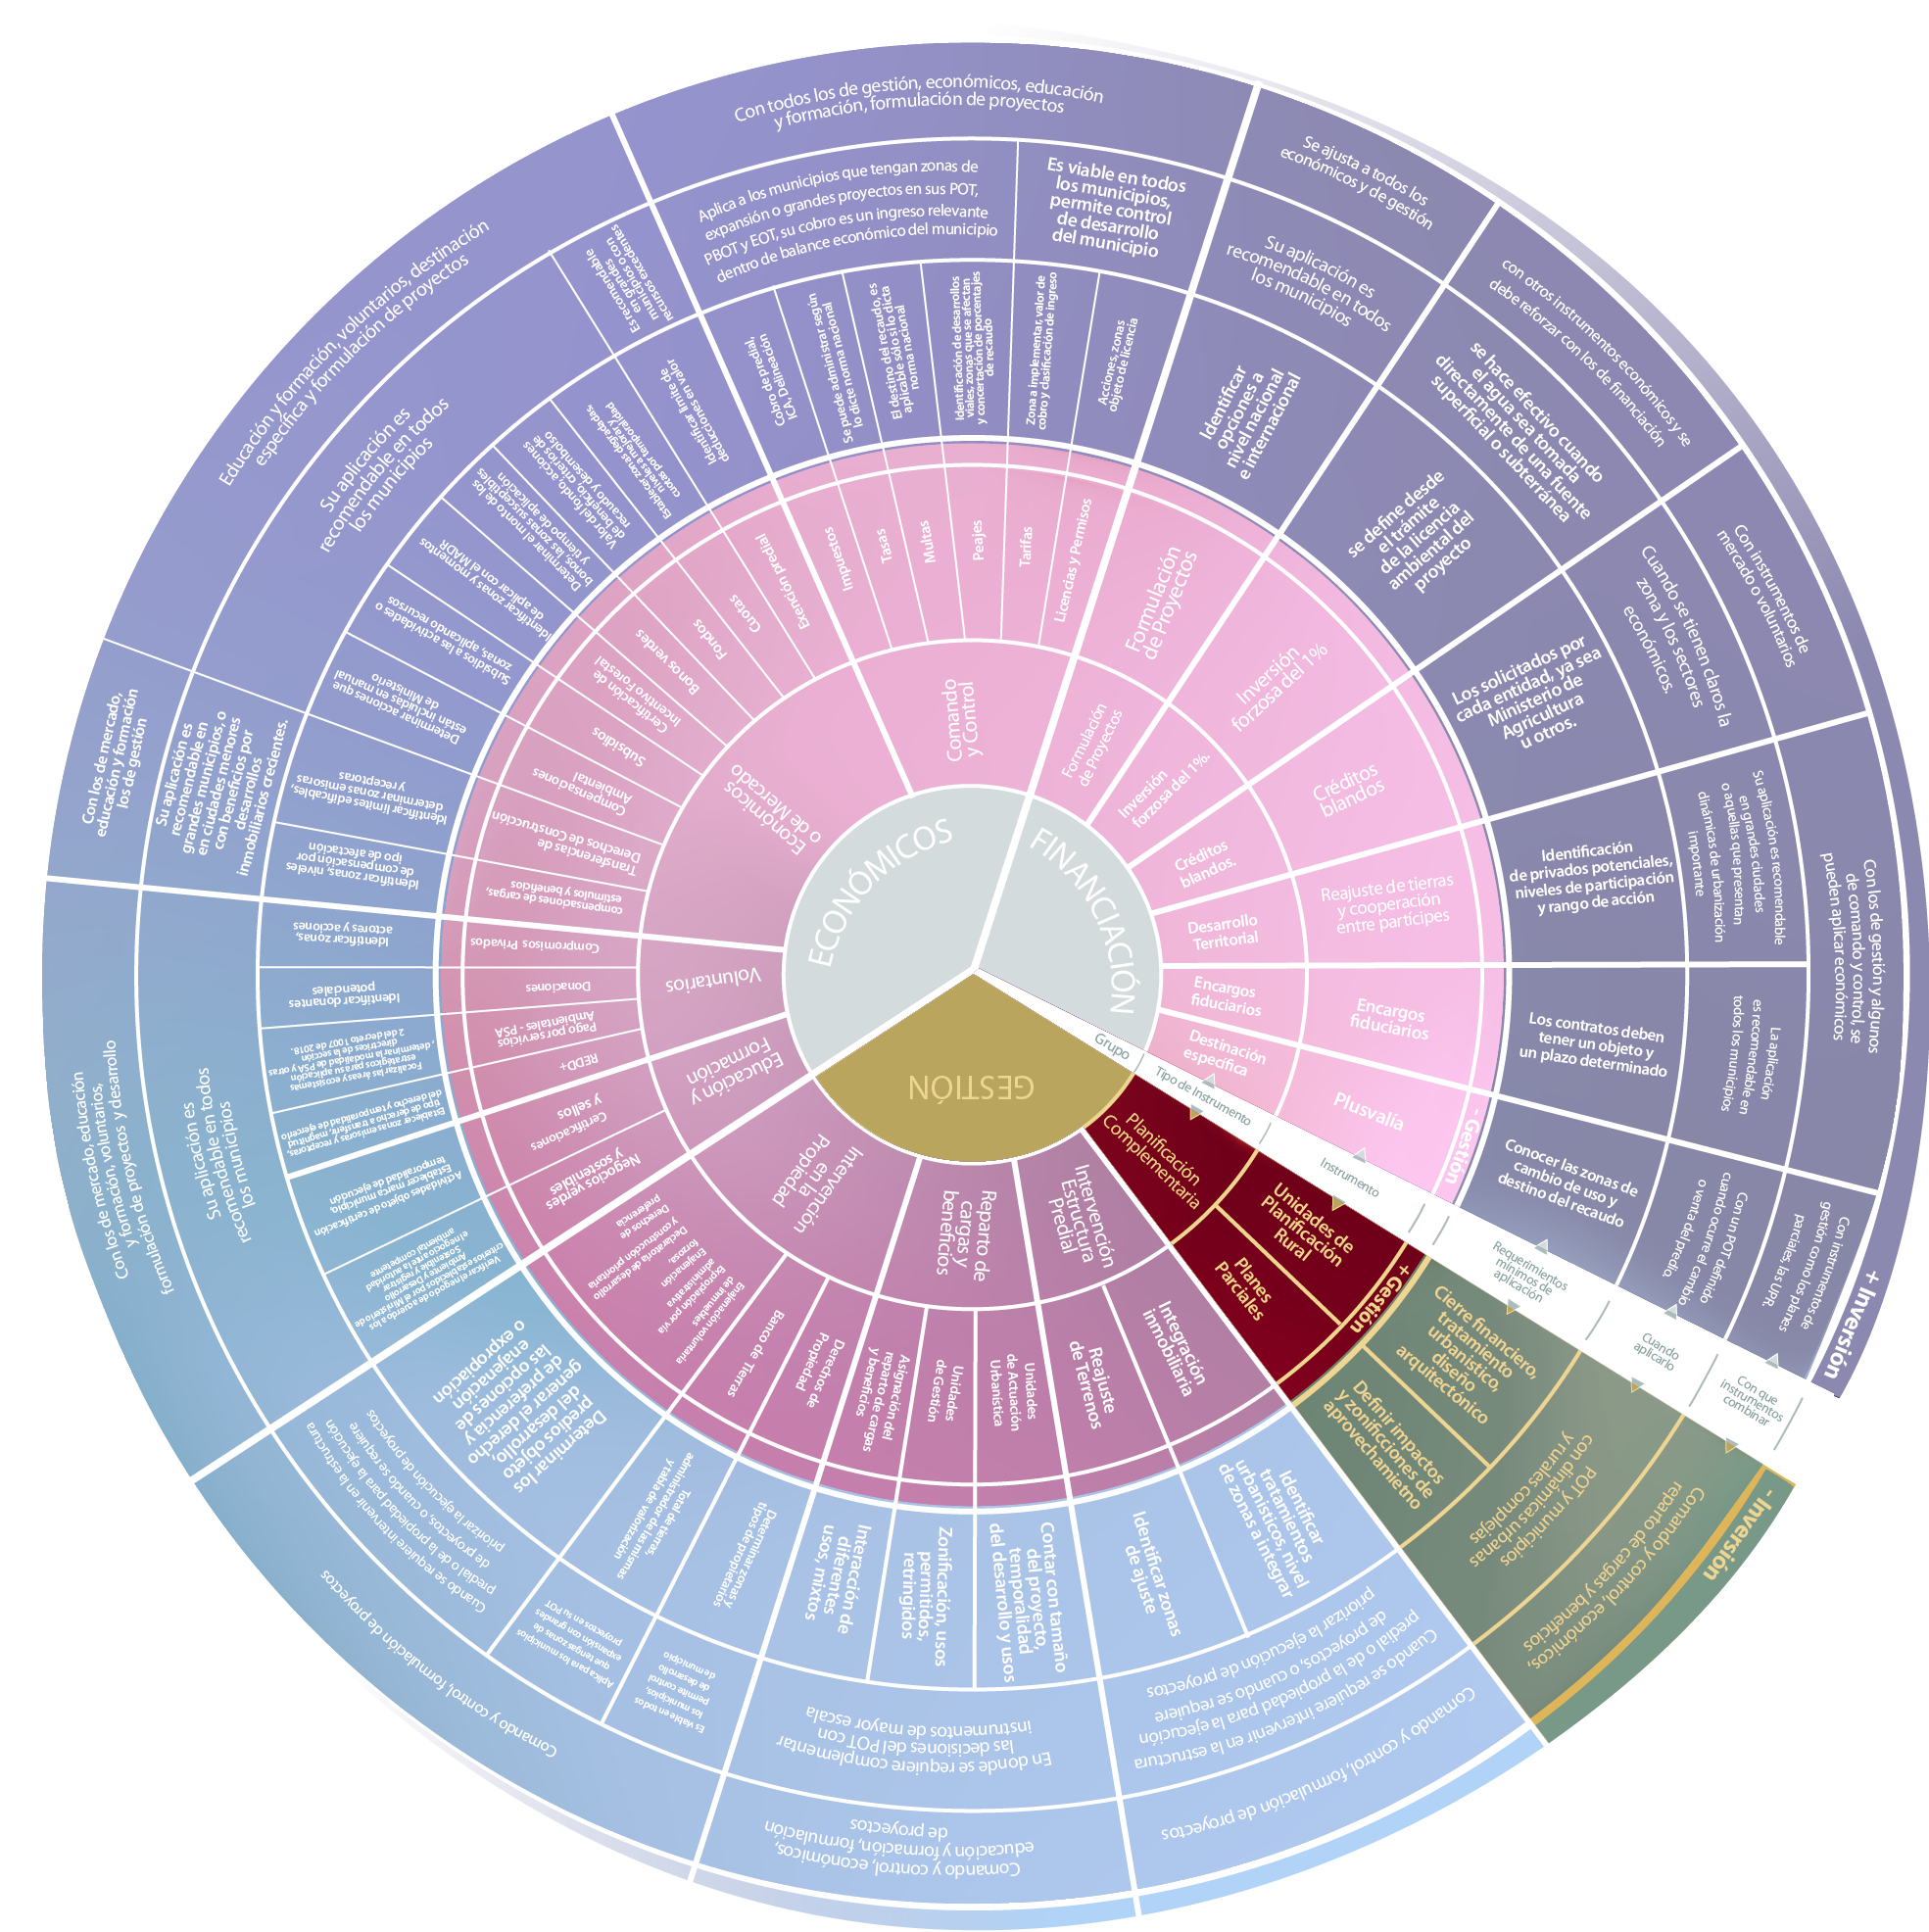 ECONÓMICOS
FINANCIACIÓN
GESTIÓN
Grupo
Tipo de Instrumento
Instrumento
Requerimientos
mínimos de
aplicación
Cuando
aplicarlo
Con que
instrumentos
combinar
- Gestión
+ Inversión
+ Gestión
- Inversión
Comando
y Control
Impuestos
Tasas
Multas
Peajes
Tarifas
Licencias y Permisos
Cobro de predial,
ICA, Delineación
Se puede administrar según
lo dicte norma nacional
El destino del recaudo, es
aplicable sólo si lo dicta
norma nacional
Identificación de desarrollos
viales, zonas que se afectan
y concertación de porcentajes
de recaudo
Zona a implementar, valor de
cobro y clasificación de ingreso
Acciones, zonas
objeto de licencia
Aplica a los municipios que tengan zonas de
expansión o grandes proyectos en sus POT,
PBOT y EOT, su cobro es un ingreso relevante
dentro de balance económico del municipio
Es viable en todos
los municipios,
permite control
de desarrollo
del municipio
Con todos los de gestión, económicos, educación
y formación, formulación de proyectos
Formulación
de Proyectos
Formulación
de Proyectos
Identificar
opciones a
nivel nacional
e internacional
Su aplicación es
recomendable en todos
los municipios
Se ajusta a todos los
económicos y de gestión
Inversión
forzosa del 1%.
Inversión
forzosa del 1%
se define desde
el trámite
de la licencia
ambiental del
proyecto
se hace efectivo cuando
el agua sea tomada
directamente de una fuente
superficial o subterránea
con otros instrumentos económicos y se
debe reforzar con los de financiación
Créditos
blandos.
Créditos
blandos
Los solicitados por
cada entidad, ya sea
Ministerio de
Agricultura
u otros.
Cuando se tienen claros la
zona y los sectores
económicos.
Con instrumentos de
mercado o voluntarios
Desarrollo
Territorial
Reajuste de tierras
y cooperación
entre partícipes
Identificación
de privados potenciales,
niveles de participación
y rango de acción
Su aplicación es recomendable
en grandes ciudades
o aquellas que presentan
dinámicas de urbanización
importante
Con los de gestión y algunos
de comando y control, se
pueden aplicar económicos
Encargos
fiduciarios
Encargos
fiduciarios
Los contratos deben
tener un objeto y
un plazo determinado
La aplicación
es recomendable en
todos los municipios
Destinación
específica
Plusvalía
Conocer las zonas de
cambio de uso y
destino del recaudo
Con un POT definido
cuando ocurre el cambio
o venta del predio.
Con instrumentos de
gestión como los planes
parciales, las UPR.
Planificación
Complementaria
Unidades de
Planificación
Rural
Planes
Parciales
Cierre financiero,
tratamiento
urbanístico,
diseño
arquitectónico
Definir impactos
y zonificciones de
aprovechamietno
POT y municipios
con dinámicas urbanas
y rurales complejas
Comando y control, económicos,
reparto de cargas y beneficios
Intervención
Estructura
Predial
Integración
inmobiliaria
Reajuste
de Terrenos
Identificar
tratamientos
urbanísticos, nivel
de zonas a integrar
Identificar zonas
de ajuste
Cuando se requiere intervenir en la estructura
predial o de la propiedad para la ejecución
de proyectos, o cuando se requiere
priorizar la ejecución de proyectos
Comando y control, formulación de proyectos
Reparto de
cargas y
beneficios
Unidades
de Actuación
Urbanística
Unidades
de Gestión
Asignación del
reparto de cargas
y beneficios
Contar con tamaño
del proyecto,
temporalidad
del desarrollo y usos
Zonificación, usos
permitidos,
retringidos
Interacción de
diferentes
usos, mixtos
En donde se requiere complementar
las decisiones del POT con
instrumentos de mayor escala
Comando y control, económicos,
educación y formación, formulación
de proyectos
Intervención
en la
Propiedad
Derechos de
Propiedad
Banco de Tierras
Enajenación voluntaria
de inmuebles
Expropiación por vía
administrativa
Enajenación
forzosa,
Declaratoria de desarrollo
y construcción prioritaria
Derechos de
preferencia
Determinar zonas y
tipos de propietarios
Total de tierras,
administrador de las mismas
y tabla de valorización
Determinar los
predios objeto
del desarrollo,
generar el derecho,
de preferencia y
las acciones de
enajenación
o expropiación
Es viable en todos
los municipios,
permite control
de desarrollo
de municipio
Aplica para los municipios
que tengas zonas de
expansión con grandes
proyectos en su POT
Cuando se requiere intervenir en la estructura
predial o de la propiedad para la ejecución
de proyectos, o cuando se requiere
priorizar la ejecución de proyectos
Comando y control, formulación de proyectos
Educación y
Formación
Negocios verdes
y sostenibles
Certificaciones
y sellos
Verificar el negocio de acuerdo a los
criterios establecidos por el Ministerio de
Ambiente y Desarrollo
Sostenible y registrar
el negocio ante la autoridad
ambiental competente
Actividades objeto de certificación
Establecer marca municipio,
temporalidad de ejecución
Voluntarios
REDD+
Pago por servicios
Ambientales - PSA
Donaciones
Compromisos Privados
Establecer zonas emisoras y receptoras,
tipo de derecho a transferir, magnitud
del derecho y temporalidad de ejercicio
Focalizar las áreas y ecosistemas
estratégicos para su aplicación
, determinar la modalidad de PSA y otras
directrices de la sección
2 del decreto 1007 de 2018.
Identificar donantes
potenciales
Identificar zonas,
actores y acciones
Su aplicación es
recomendable en todos
los municipios
Con los de mercado, educación
y formación, voluntarios,
formulación de proyectos y desarrollo
Económicos
o de Mercado
compensaciones de cargas,
estímulos y beneficios
Transferencias de
Derechos de Construcción
Compensaciones
Ambiental
Subsidios
Certificación de
Incentivo Forestal
Bonos verdes
Fondos
Cuotas
Exención predial
Identificar zonas, niveles
de compensación por
ipo de afectación
Identificar limites edificables,
determinar zonas emisoras
y receptoras
Determinar acciones que
están incluidas en manual
de Ministerio
Subsidios a las actividades o
zonas, aplicando recursos
Identificar zonas y momentos
de aplicar con el MADR
Determinar el monto de los
bonos, las zonas susceptibles
y tiempo de aplicación
Valor del fondo, acciones
de beneficio, criterios de
recaudo y desembolso
Establecer zonas degradadas,
niveles a mejorar y
cuotas por temporalidad
Identificar límite de
deducciones en valor
Su aplicación es
recomendable en
grandes municipios, o
en ciudades menores
con beneficios por
desarrollos
inmobiliarios crecientes.
Con los de mercado,
educación y formación
los de gestión
Su aplicación es
recomendable en todos
los municipios
Es recomendable
en grandes
municipios o con
recursos excedentes
Educación y formación, voluntarios, destinación
específica y formulación de proyectos